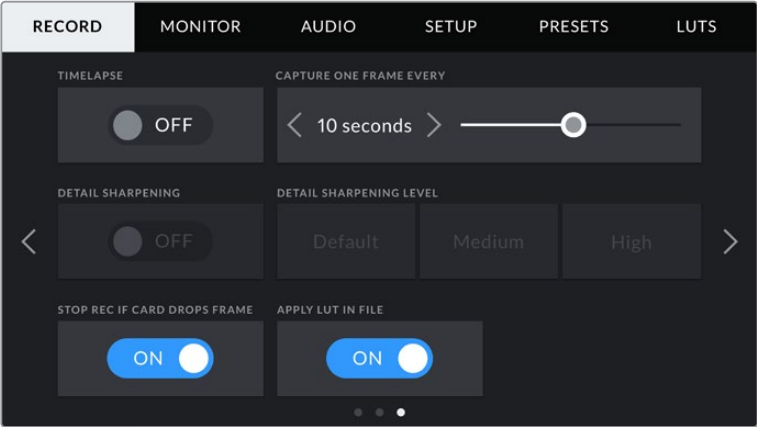 RECORD MONITOR AUDIO SETUP PRESETS LUTS
TIMELAPSE CAPTURE ONE FRAME EVERY
OFF 10 seconds
DETAIL SHARPENING DETAIL SHARPENING LEVEL
OFF Default Medium High
STOP REC IF CARD DROPS FRAME APPLY LUT IN FILE
ON ON